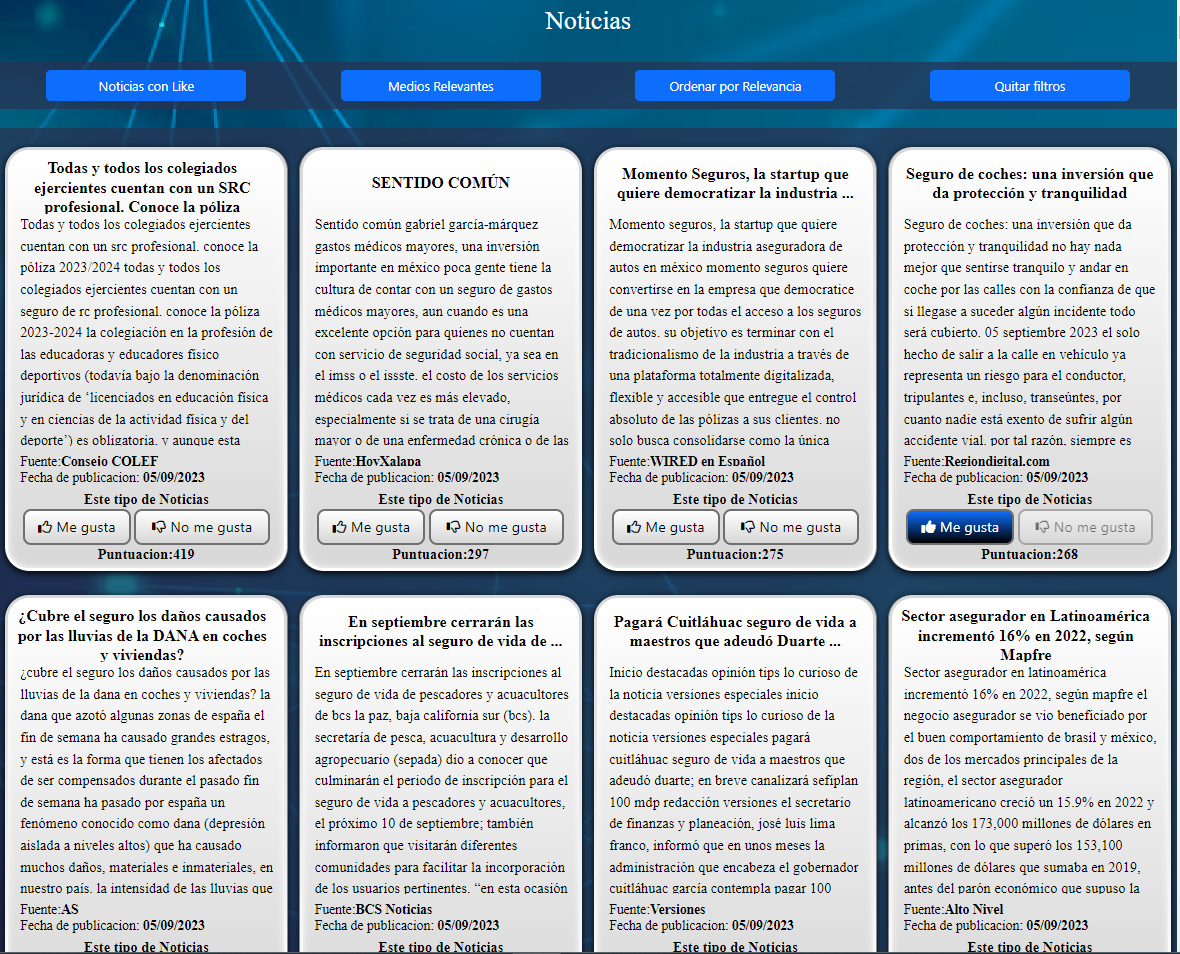 Noticias
Noticias con Like
Medios Relevantes
Ordenar por Relevancia
Quitar filtros
Todas y todos los colegiados
ejercientes cuentan con un SRC
profesional. Conoce la póliza
Todas y todos los colegiados ejercientes
cuentan con un src profesional. conoce la
póliza 2023/2024 todas y todos los
colegiados ejercientes cuentan con un
seguro de rc profesional. conoce la póliza
2023-2024 la colegiación en la profesión de
las educadoras y educadores físico
deportivos (todavía bajo la denominación
jurídica de ‘licenciados en educación física
y en ciencias de la actividad física y del
deporte’) es obligatoria. y aunque esta
Fuente:Consejo COLEF
Fecha de publicacion: 05/09/2023
Este tipo de Noticias
Me gusta
No me gusta
Puntuacion:419
SENTIDO COMÚN
Sentido común gabriel garcía-márquez
gastos médicos mayores, una inversión
importante en méxico poca gente tiene la
cultura de contar con un seguro de gastos
médicos mayores, aun cuando es una
excelente opción para quienes no cuentan
con servicio de seguridad social, ya sea en
el imss o el issste. el costo de los servicios
médicos cada vez es más elevado,
especialmente si se trata de una cirugía
mayor o de una enfermedad crónica o de las
Fuente:HoyXalapa
Fecha de publicacion: 05/09/2023
Este tipo de Noticias
Me gusta
No me gusta
Puntuacion:297
Momento Seguros, la startup que
quiere democratizar la industria ...
Momento seguros, la startup que quiere
democratizar la industria aseguradora de
autos en méxico momento seguros quiere
convertirse en la empresa que democratice
de una vez por todas el acceso a los seguros
de autos. su objetivo es terminar con el
tradicionalismo de la industria a través de
una plataforma totalmente digitalizada,
flexible y accesible que entregue el control
absoluto de las pólizas a sus clientes. no
solo busca consolidarse como la única
Fuente:WIRED en Español
Fecha de publicacion: 05/09/2023
Este tipo de Noticias
Me gusta
No me gusta
Puntuacion:275
Seguro de coches: una inversión que
da protección y tranquilidad
Seguro de coches: una inversión que da
protección y tranquilidad no hay nada
mejor que sentirse tranquilo y andar en
coche por las calles con la confianza de que
si llegase a suceder algún incidente todo
será cubierto. 05 septiembre 2023 el solo
hecho de salir a la calle en vehículo ya
representa un riesgo para el conductor,
tripulantes e, incluso, transeúntes, por
cuanto nadie está exento de sufrir algún
accidente vial. por tal razón, siempre es
Fuente:Regiondigital.com
Fecha de publicacion: 05/09/2023
Este tipo de Noticias
Me gusta
No me gusta
Puntuacion:268
¿Cubre el seguro los daños causados
por las lluvias de la DANA en coches
y viviendas?
¿cubre el seguro los daños causados por las
lluvias de la dana en coches y viviendas? la
dana que azotó algunas zonas de españa el
fin de semana ha causado grandes estragos,
y está es la forma que tienen los afectados
de ser compensados durante el pasado fin
de semana ha pasado por españa un
fenómeno conocido como dana (depresión
aislada a niveles altos) que ha causado
muchos daños, materiales e inmateriales, en
nuestro país. la intensidad de las lluvias que
Fuente:AS
Fecha de publicacion: 05/09/2023
Este tipo de Noticias
En septiembre cerrarán las
inscripciones al seguro de vida de ...
En septiembre cerrarán las inscripciones al
seguro de vida de pescadores y acuacultores
de bcs la paz, baja california sur (bcs). la
secretaría de pesca, acuacultura y desarrollo
agropecuario (sepada) dio a conocer que
culminarán el periodo de inscripción para el
seguro de vida a pescadores y acuacultores,
el próximo 10 de septiembre; también
informaron que visitarán diferentes
comunidades para facilitar la incorporación
de los usuarios pertinentes. “en esta ocasión
Fuente:BCS Noticias
Fecha de publicacion: 05/09/2023
Este tipo de Noticias
Pagará Cuitláhuac seguro de vida a
maestros que adeudó Duarte ...
Inicio destacadas opinión tips lo curioso de
la noticia versiones especiales inicio
destacadas opinión tips lo curioso de la
noticia versiones especiales pagará
cuitláhuac seguro de vida a maestros que
adeudó duarte; en breve canalizará sefiplan
100 mdp redacción versiones el secretario
de finanzas y planeación, josé luis lima
franco, informó que en unos meses la
administración que encabeza el gobernador
cuitláhuac garcía contempla pagar 100
Fuente:Versiones
Fecha de publicacion: 05/09/2023
Este tipo de Noticias
Sector asegurador en Latinoamérica
incrementó 16% en 2022, según
Mapfre
Sector asegurador en latinoamérica
incrementó 16% en 2022, según mapfre el
negocio asegurador se vio beneficiado por
el buen comportamiento de brasil y méxico,
dos de los mercados principales de la
región, el sector asegurador
latinoamericano creció un 15.9% en 2022 y
alcanzó los 173,000 millones de dólares en
primas, con lo que superó los 153,100
millones de dólares que sumaba en 2019,
antes del parón económico que supuso la
Fuente:Alto Nivel
Fecha de publicacion: 05/09/2023
Este tipo de Noticias